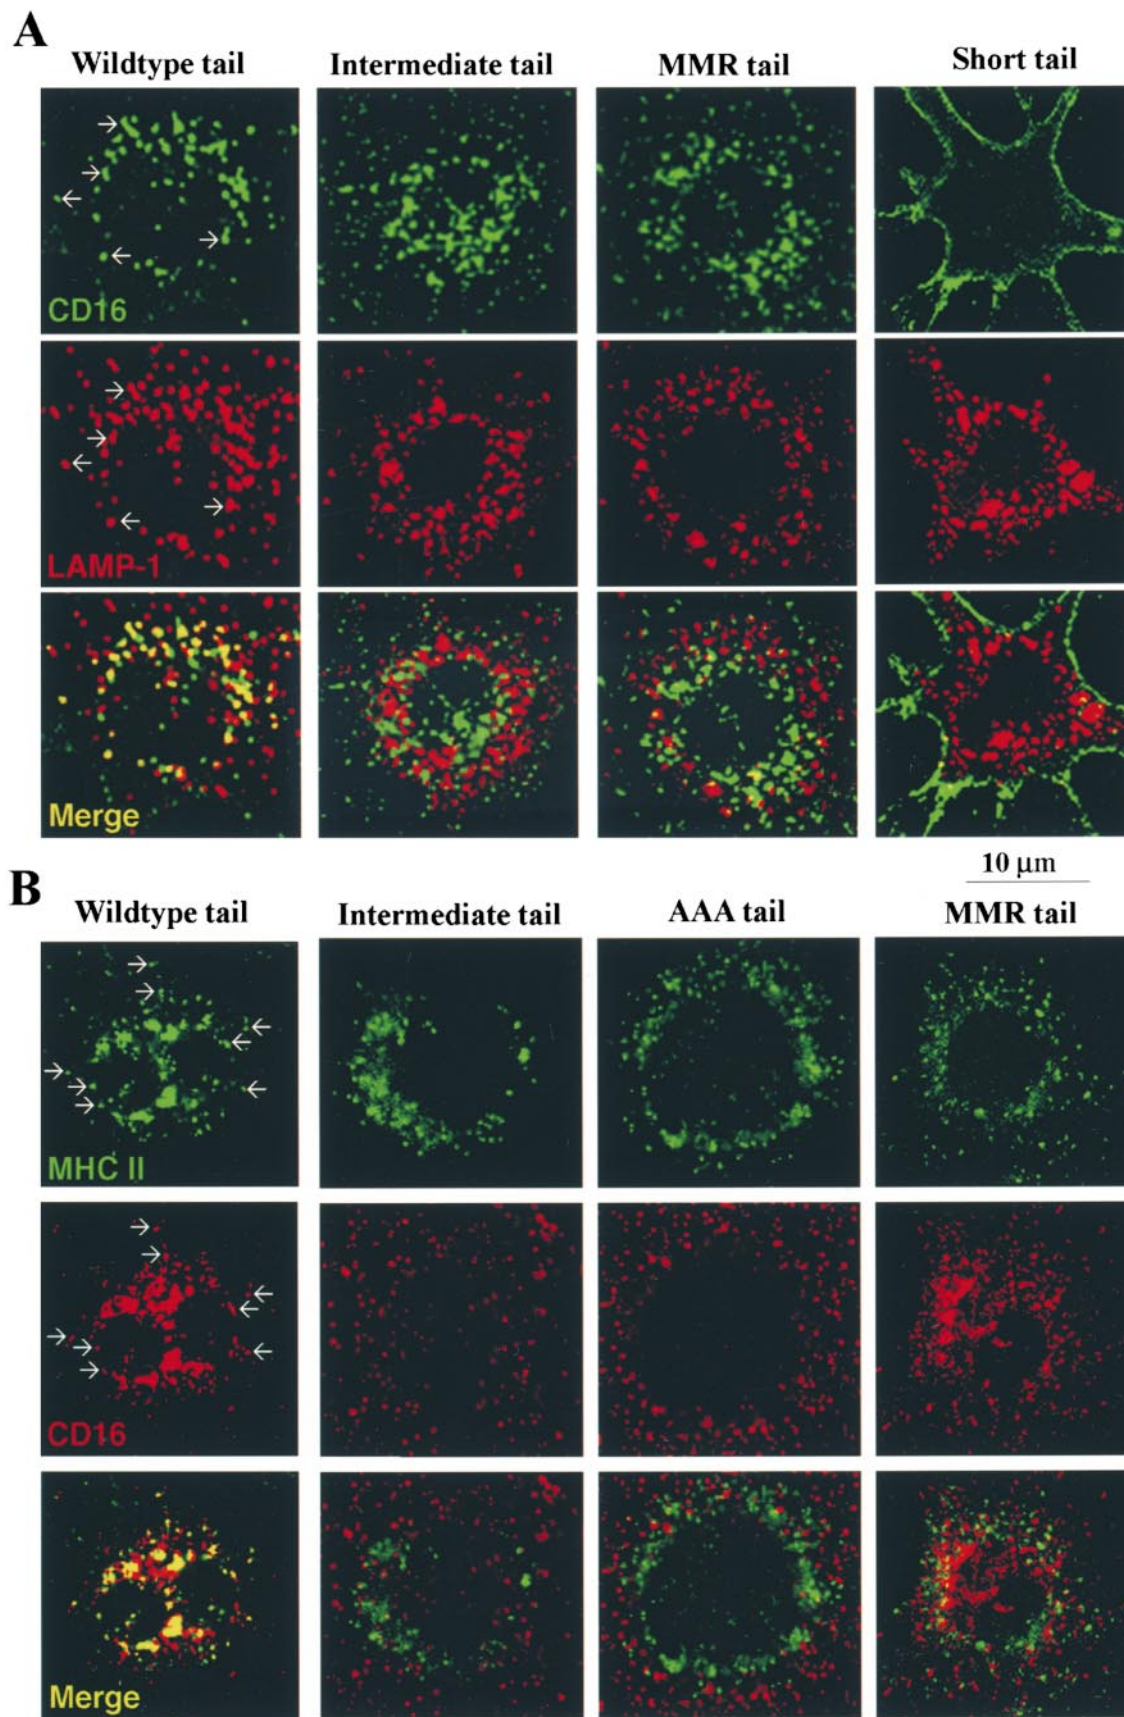 A
Wildtype tail
Intermediate tail
MMR tail
Short tail
CD16
LAMP-1
Merge
10 µm
B
Wildtype tail
Intermediate tail
AAA tail
MMR tail
MHC II
CD16
Merge